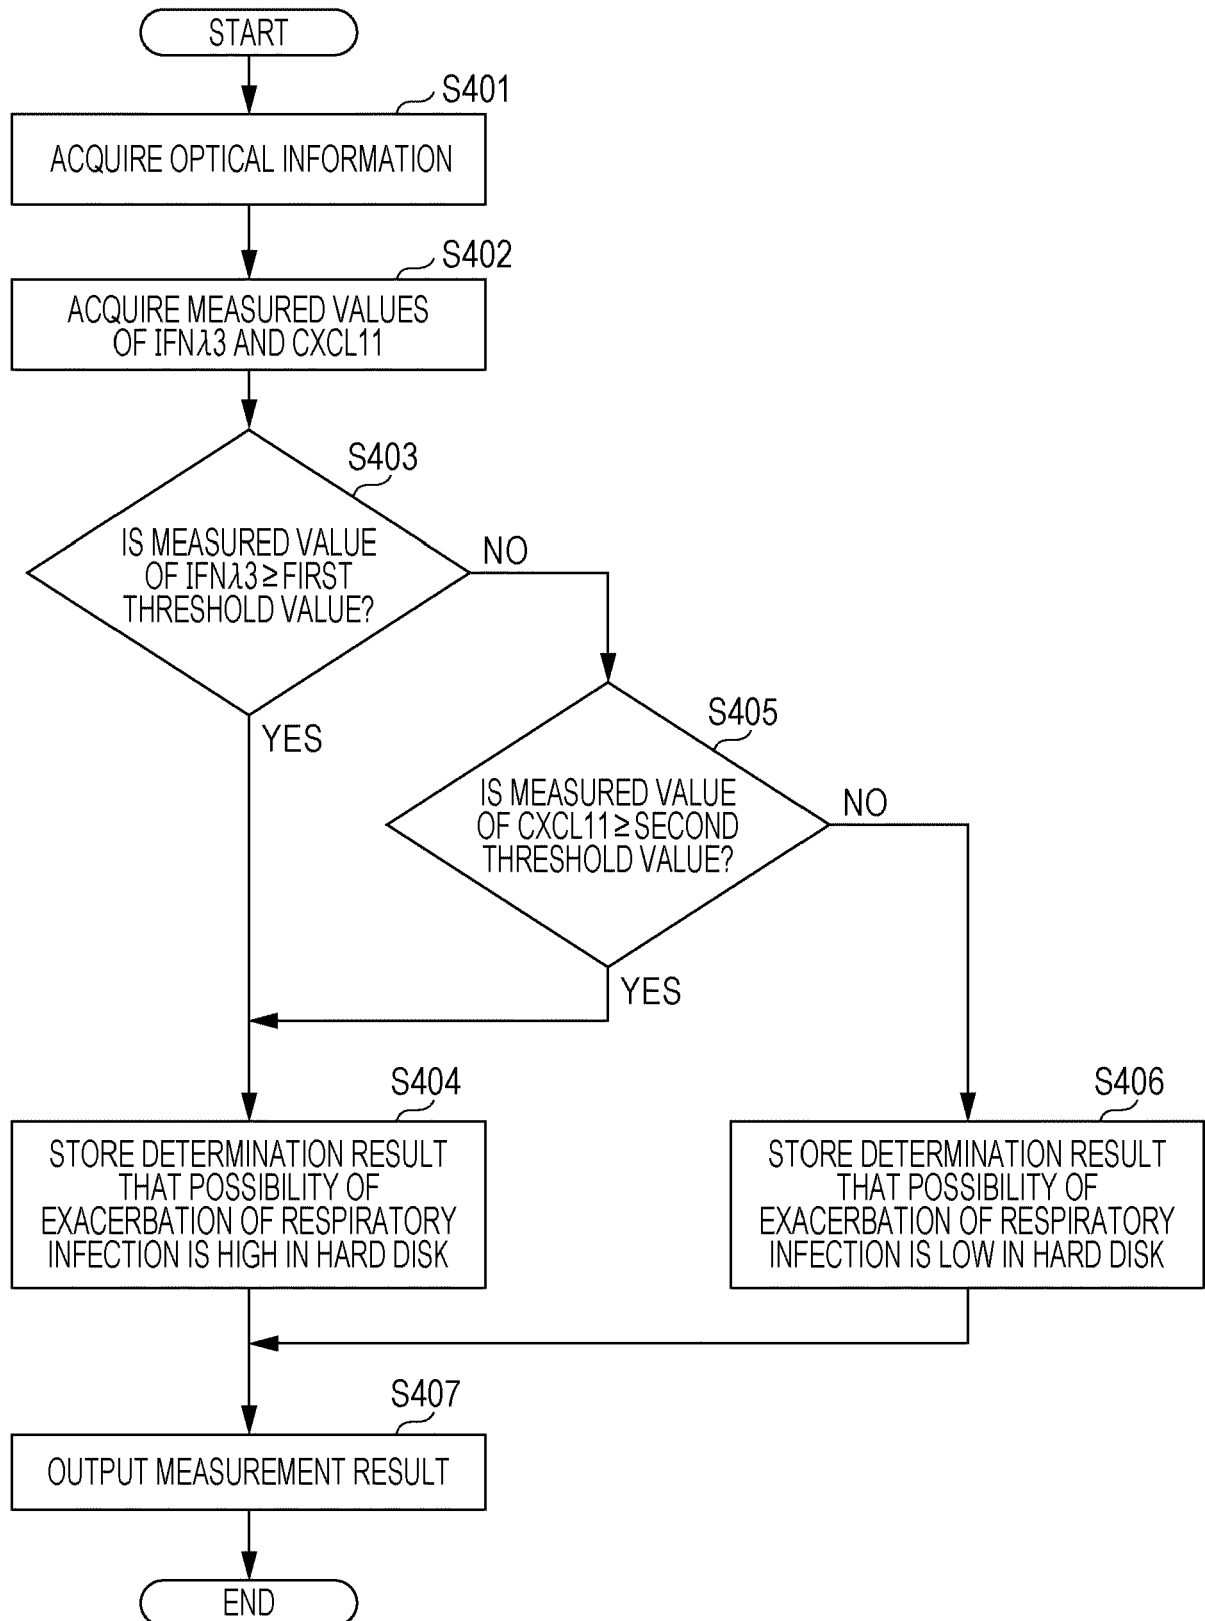 START
S401
ACQUIRE OPTICAL INFORMATION
S402
ACQUIRE MEASURED VALUES
OF IFNλ3 AND CXCL11
S403
IS MEASURED VALUE
OF IFNλ3≥FIRST
THRESHOLD VALUE?
NO
YES
S405
IS MEASURED VALUE
OF CXCL11≥SECOND
THRESHOLD VALUE?
NO
YES
S404
STORE DETERMINATION RESULT
THAT POSSIBILITY OF
EXACERBATION OF RESPIRATORY
INFECTION IS HIGH IN HARD DISK
S406
STORE DETERMINATION RESULT
THAT POSSIBILITY OF
EXACERBATION OF RESPIRATORY
INFECTION IS LOW IN HARD DISK
S407
OUTPUT MEASUREMENT RESULT
END